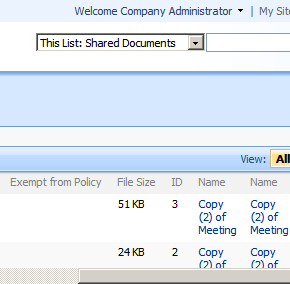 Welcome Company Administrator | My Sit
This List: Shared Documents
View: All
Exempt from Policy File Size ID Name Name
51 KB 3 Copy Copy
(2) of (2) of
Meeting Meeting
24 KB 2 Copy Copy
(2) of (2) of